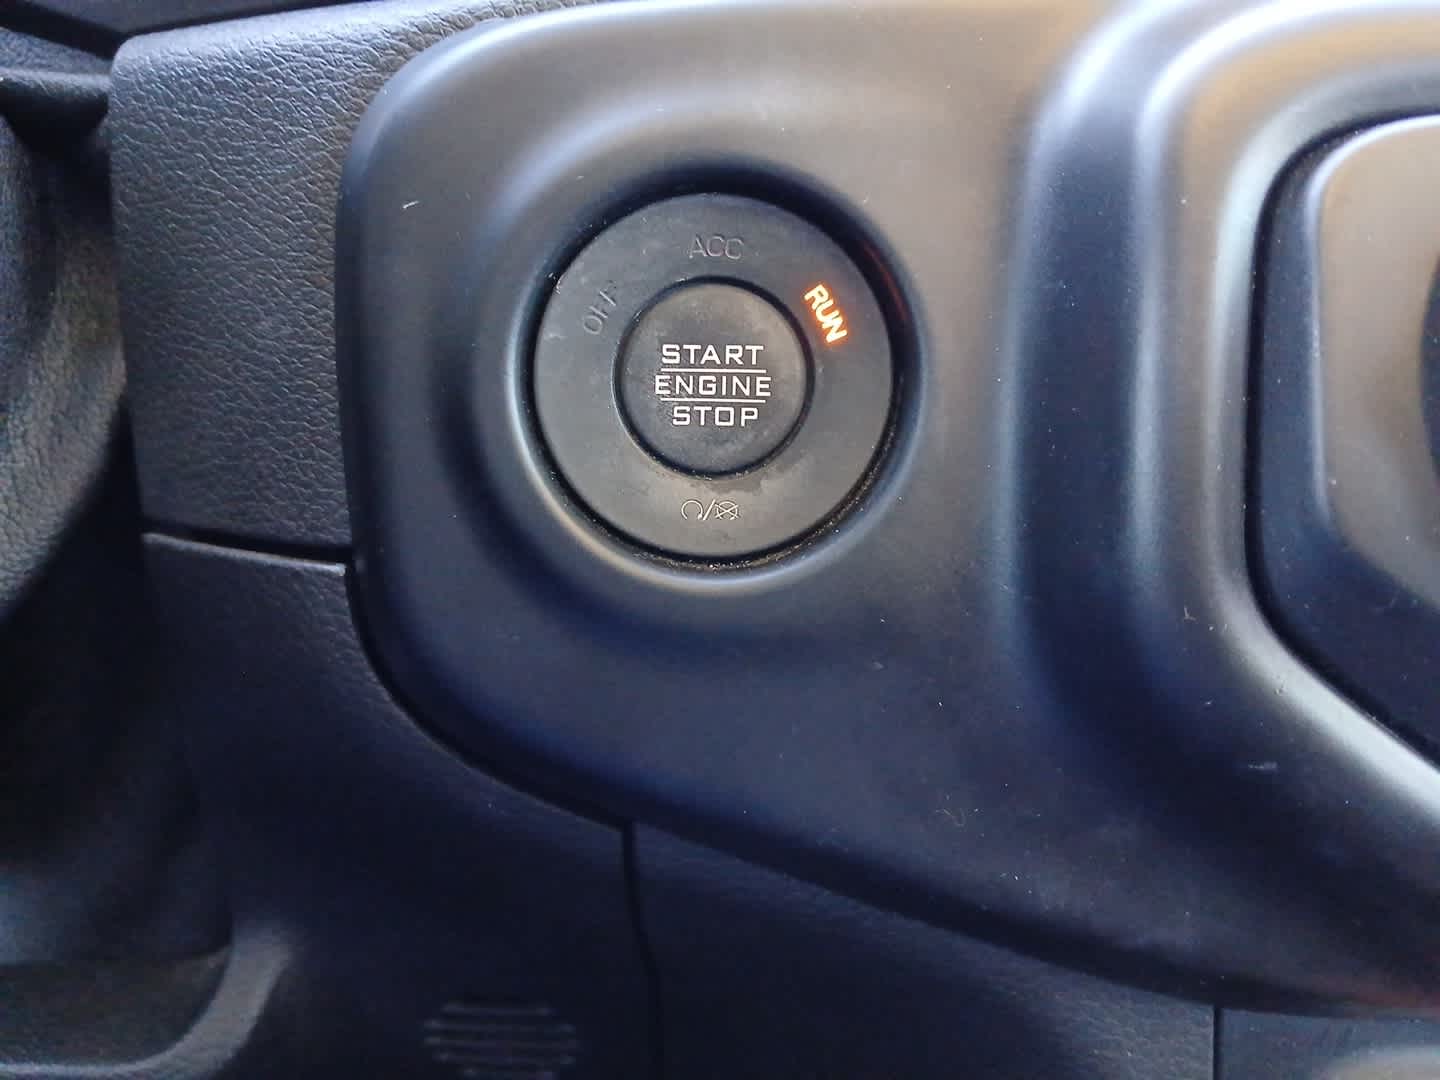 ACC
OFF
RUN
START
ENGINE
STOP